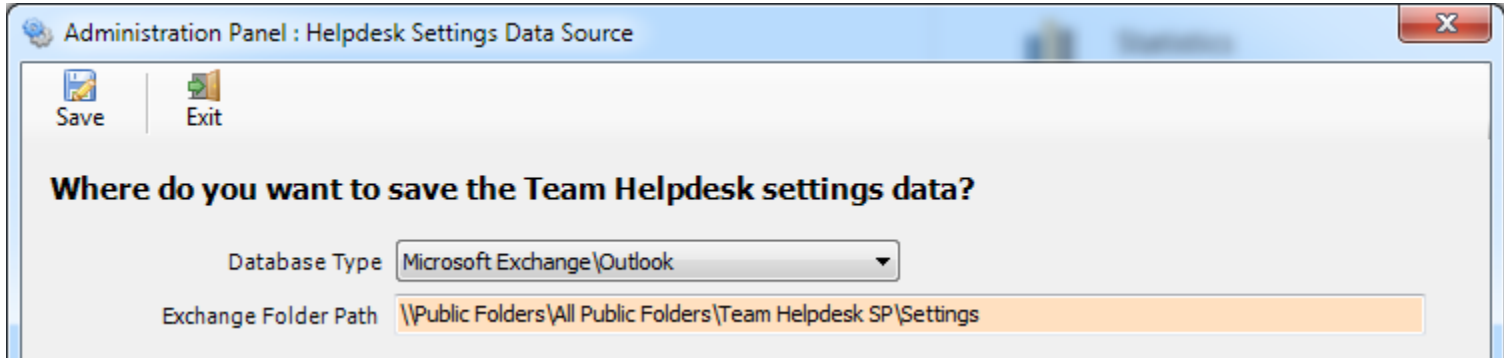 Administration Panel : Helpdesk Settings Data Source
Statistics
Save
Exit
Where do you want to save the Team Helpdesk settings data?
Database Type Microsoft Exchange\Outlook
Exchange Folder Path \\Public Folders\All Public Folders\Team Helpdesk SP\Settings